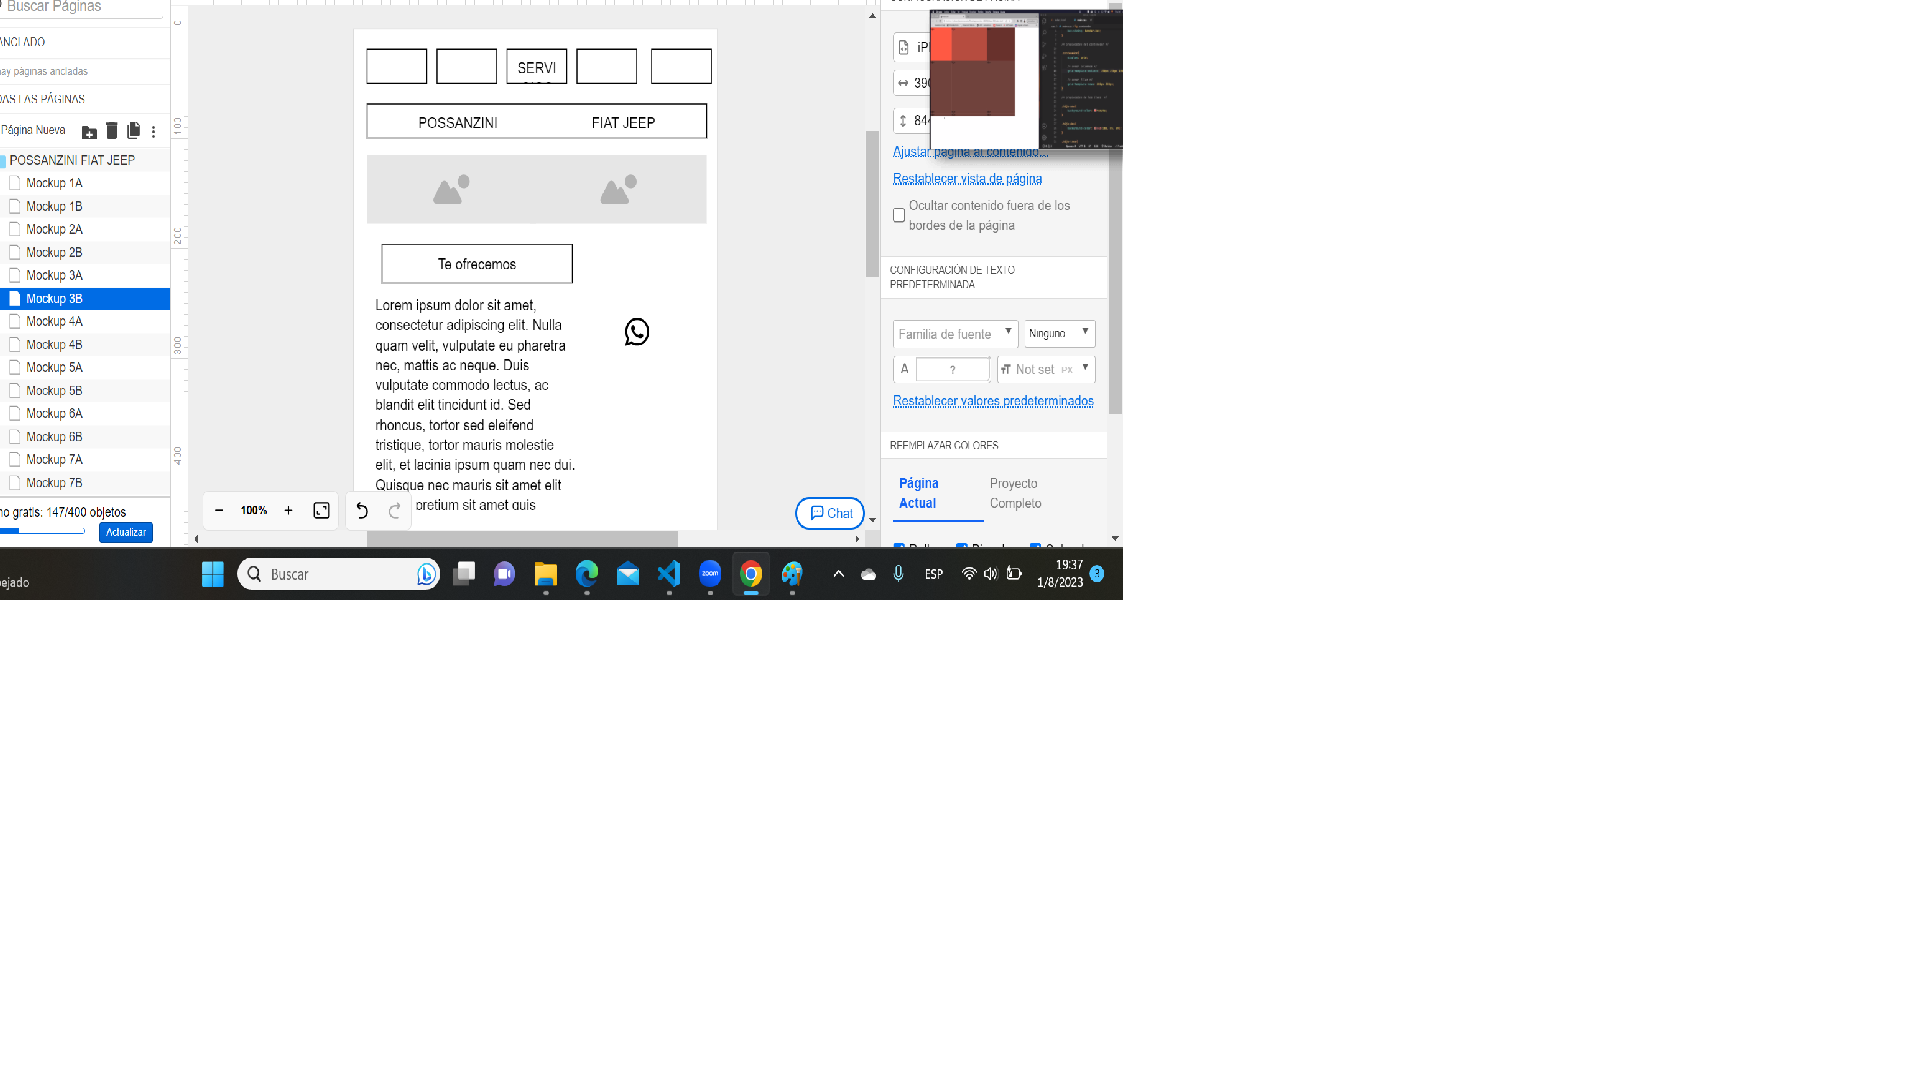 Buscar Páginas
ANCLADO
ay páginas ancladas
DAS LAS PÁGINAS
Página Nueva
POSSANZINI FIAT JEEP
Mockup 1A
Mockup 1B
Mockup 2A
Mockup 2B
Mockup 3A
Mockup 3B
Mockup 4A
Mockup 4B
Mockup 5A
Mockup 5B
Mockup 6A
Mockup 6B
Mockup 7A
Mockup 7B
no gratis: 147/400 objetos
Actualizar
0
100
200
300
400
SERVI
POSSANZINI FIAT JEEP
Te ofrecemos
Lorem ipsum dolor sit amet,
consectetur adipiscing elit. Nulla
quam velit, vulputate eu pharetra
nec, mattis ac neque. Duis
vulputate commodo lectus, ac
blandit elit tincidunt id. Sed
rhoncus, tortor sed eleifend
tristique, tortor mauris molestie
elit, et lacinia ipsum quam nec dui.
Quisque nec mauris sit amet elit
pretium sit amet quis
− 100% +
Chat
iP
390
844
Ajustar página al contenido...
Restablecer vista de página
Ocultar contenido fuera de los
bordes de la página
CONFIGURACIÓN DE TEXTO
PREDETERMINADA
Familia de fuente Ninguno
A ? Not set PX
Restablecer valores predeterminados
REEMPLAZAR COLORES
Página
Actual
Proyecto
Completo
ejado
Buscar
zoom
ESP
19:37
1/8/2023
3